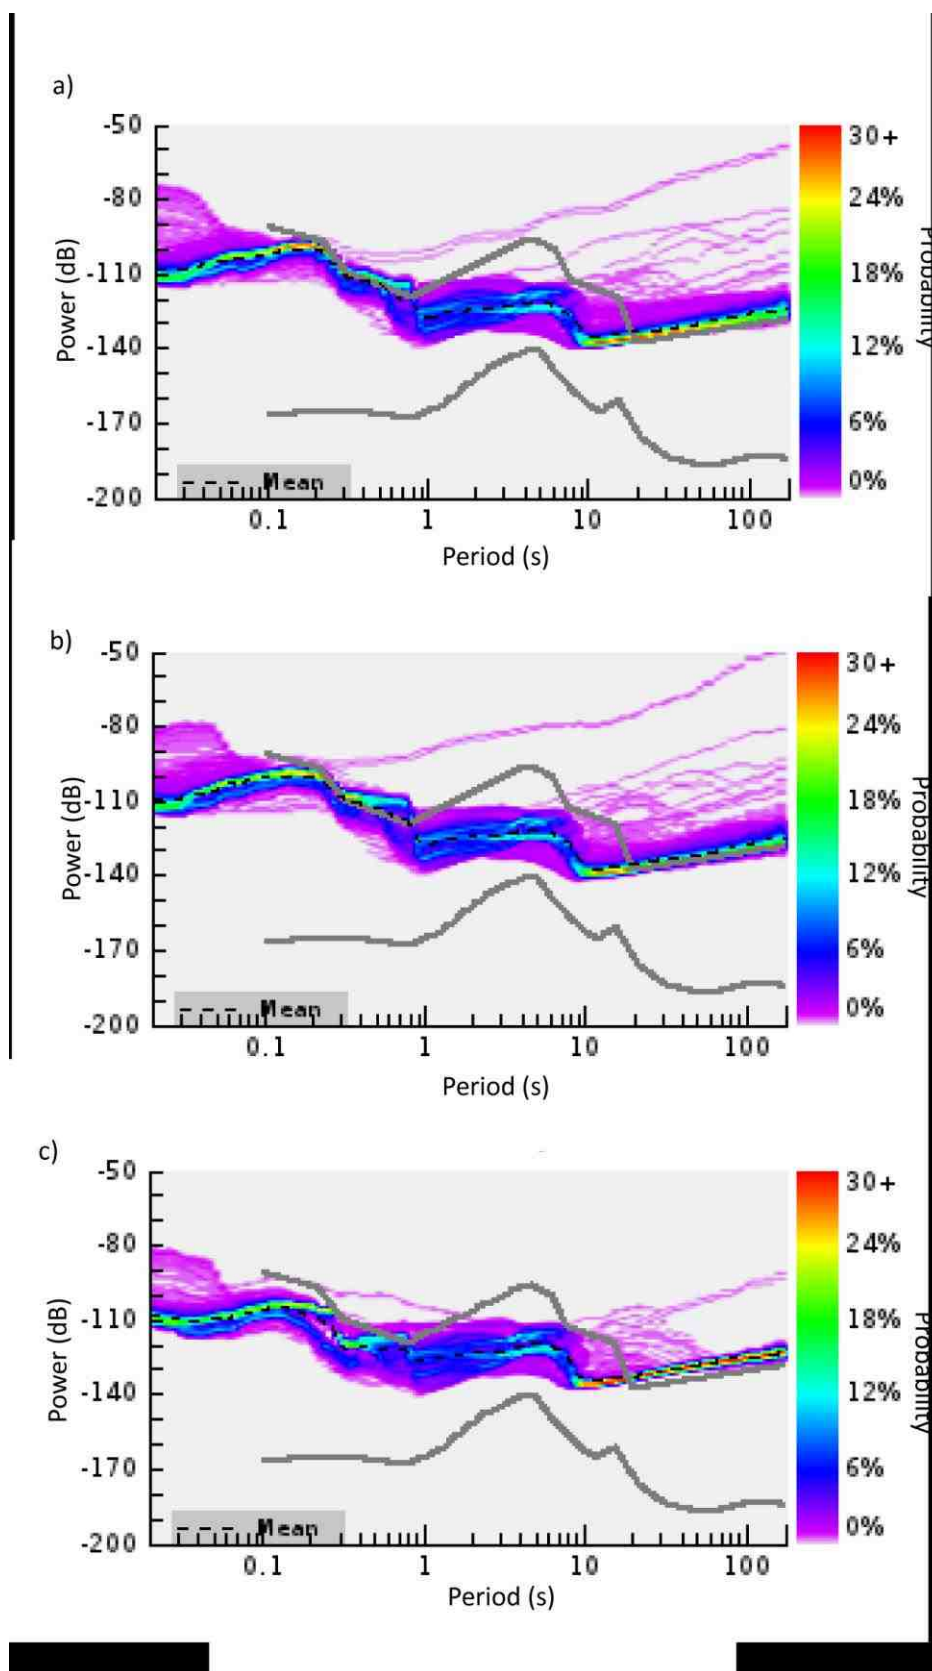 a)
-50
-80
-110
-140
-170
-200
Power (dB)
Mean
0.1 1 10 100
Period (s)
30+
24%
18%
12%
6%
0%
Probability
b)
-50
-80
-110
-140
-170
-200
Power (dB)
Mean
0.1 1 10 100
Period (s)
30+
24%
18%
12%
6%
0%
Probability
c)
-50
-80
-110
-140
-170
-200
Power (dB)
Mean
0.1 1 10 100
Period (s)
30+
24%
18%
12%
6%
0%
Probability